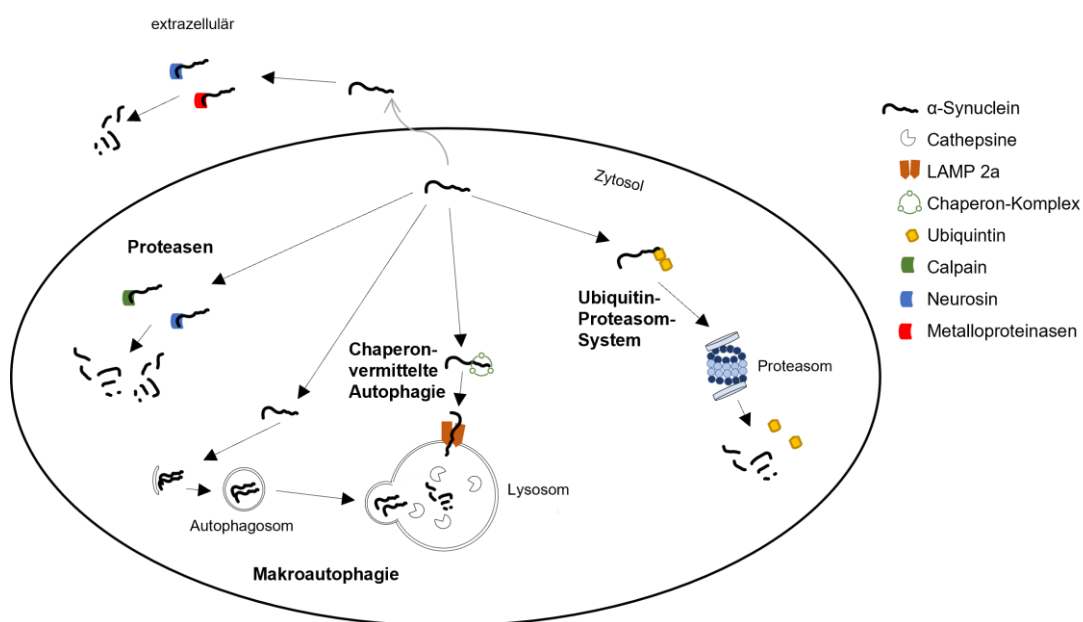 extrazellulär
Zytosol
Proteasen
Ubiquitin-
Proteasom-
System
Proteasom
Chaperon-
vermittelte
Autophagie
Lysosom
Autophagosom
Makroautophagie
α-Synuclein
Cathepsine
LAMP 2a
Chaperon-Komplex
Ubiquintin
Calpain
Neurosin
Metalloproteinasen